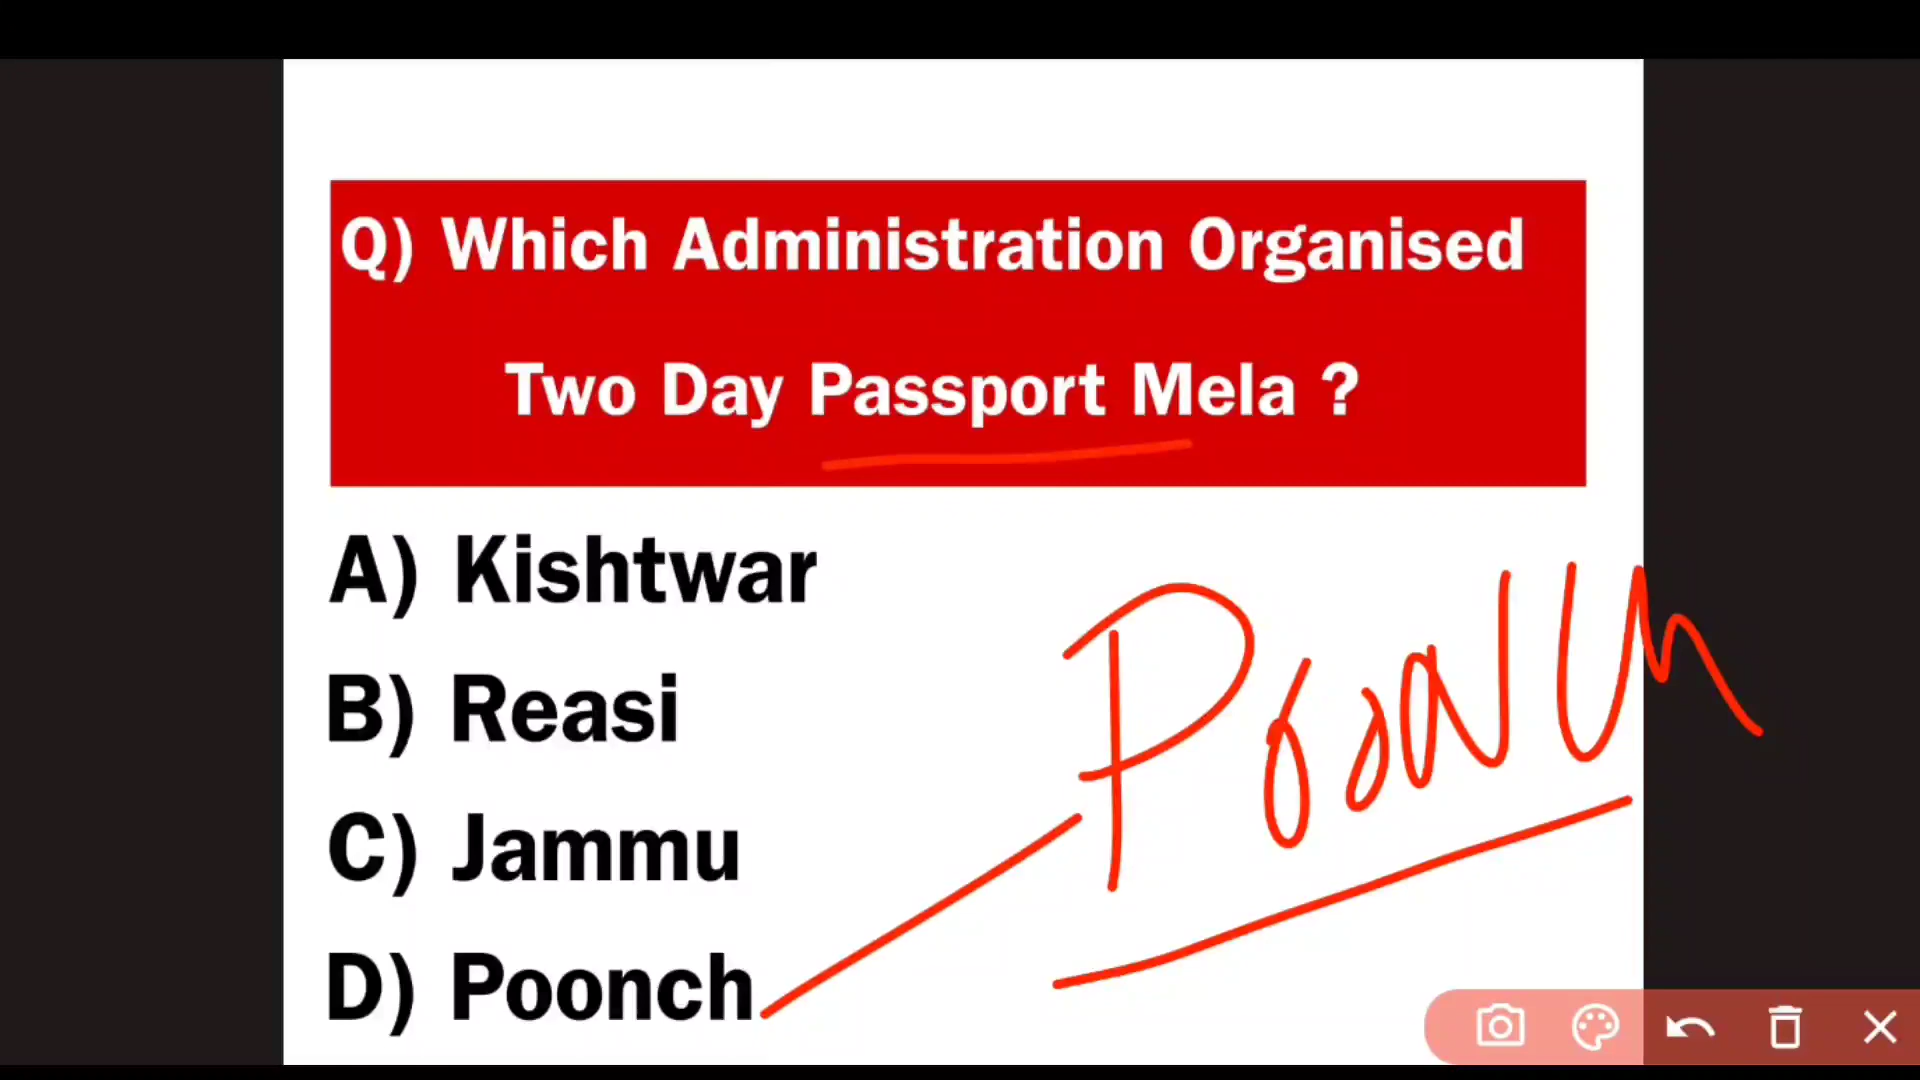 Q) Which Administration Organised
Two Day Passport Mela ?
A) Kishtwar
B) Reasi
C) Jammu
D) Poonch
Poonch